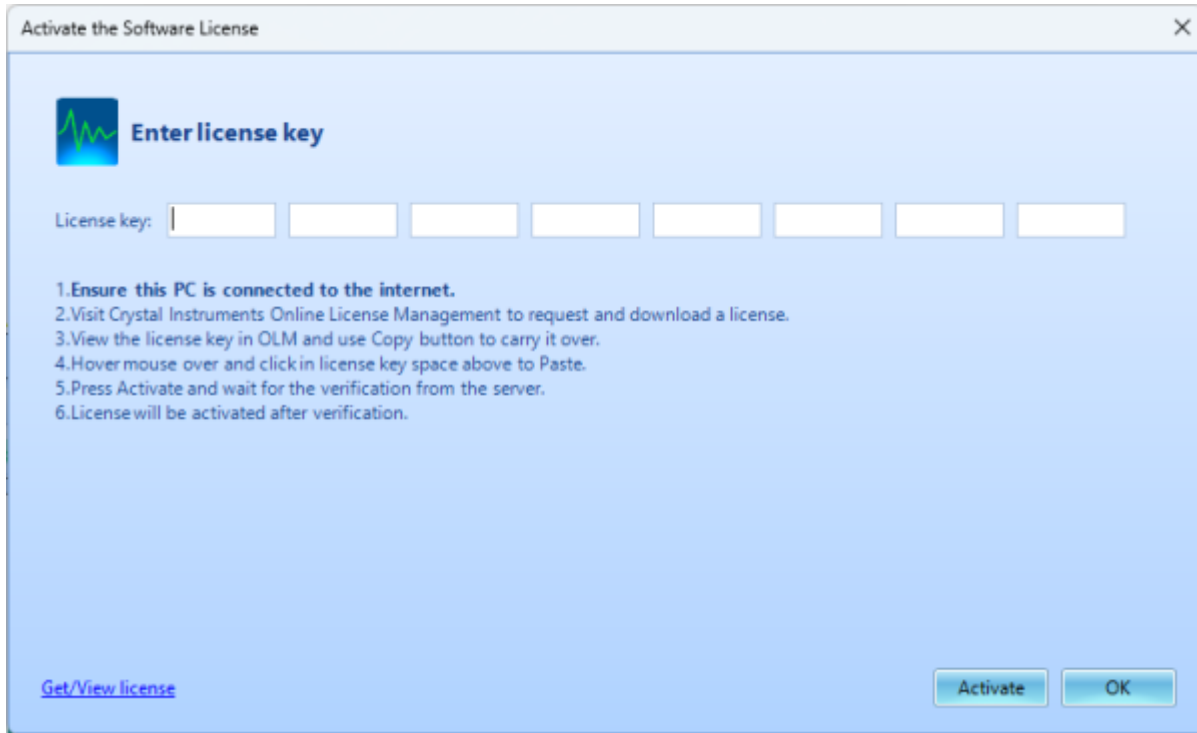 Activate the Software License
Enter license key
License key:
1.Ensure this PC is connected to the internet.
2.Visit Crystal Instruments Online License Management to request and download a license.
3.View the license key in OLM and use Copy button to carry it over.
4.Hover mouse over and click in license key space above to Paste.
5.Press Activate and wait for the verification from the server.
6.License will be activated after verification.
Get/View license
Activate
OK